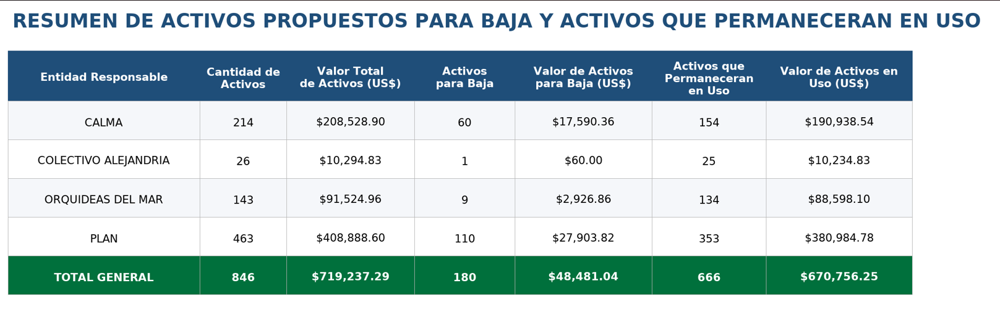 RESUMEN DE ACTIVOS PROPUESTOS PARA BAJA Y ACTIVOS QUE PERMANECERAN EN USO
Entidad Responsable
Cantidad de
Activos
Valor Total
de Activos (US$)
Activos
para Baja
Valor de Activos
para Baja (US$)
Activos que
Permaneceran
en Uso
Valor de Activos en
Uso (US$)
CALMA 214 $208,528.90 60 $17,590.36 154 $190,938.54
COLECTIVO ALEJANDRIA 26 $10,294.83 1 $60.00 25 $10,234.83
ORQUIDEAS DEL MAR 143 $91,524.96 9 $2,926.86 134 $88,598.10
PLAN 463 $408,888.60 110 $27,903.82 353 $380,984.78
TOTAL GENERAL 846 $719,237.29 180 $48,481.04 666 $670,756.25